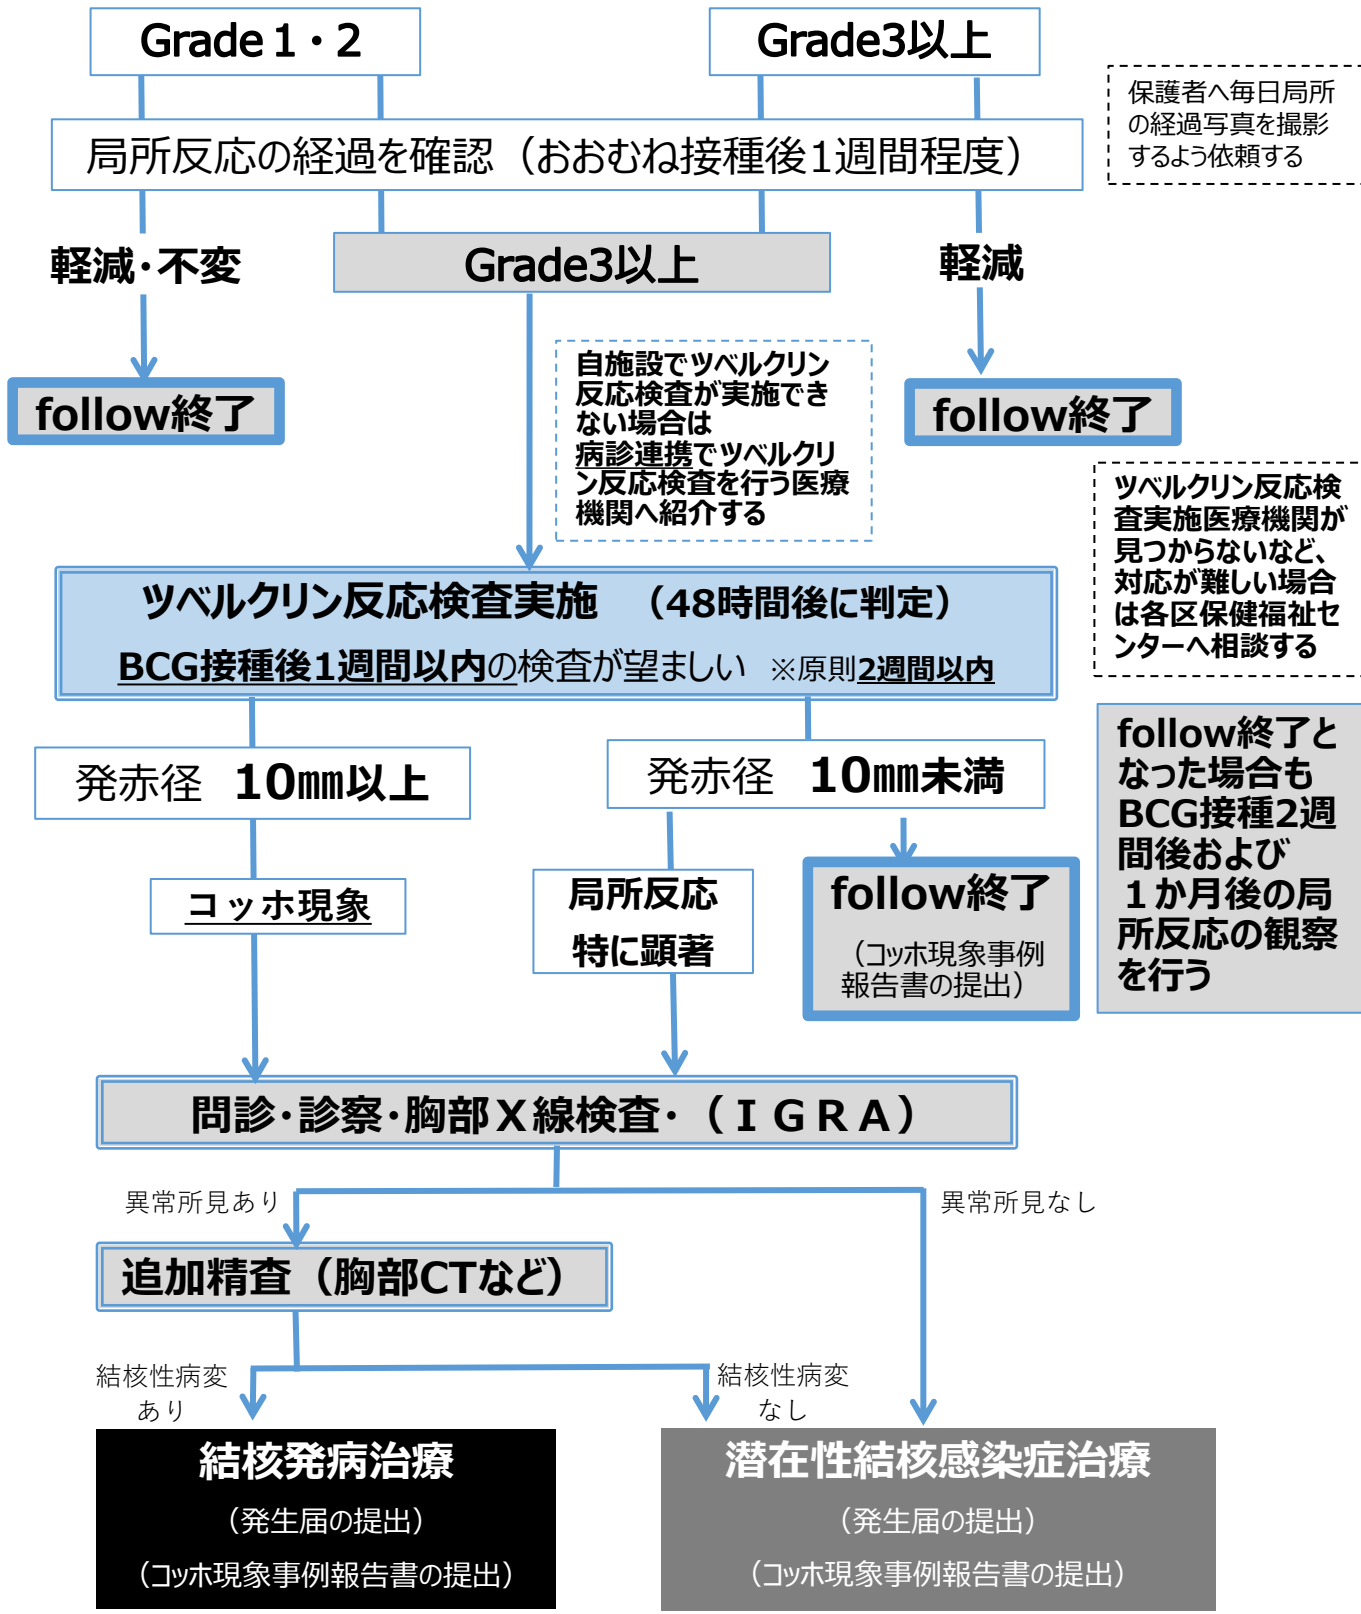 Grade 1・2
Grade3以上
保護者へ毎日局所
の経過写真を撮影
するよう依頼する
局所反応の経過を確認（おおむね接種後1週間程度）
軽減・不変
Grade3以上
軽減
follow終了
自施設でツベルクリン
反応検査が実施でき
ない場合は
病診連携でツベルクリ
ン反応検査を行う医療
機関へ紹介する
follow終了
ツベルクリン反応検
査実施医療機関が
見つからないなど、
対応が難しい場合
は各区保健福祉セ
ンターへ相談する
ツベルクリン反応検査実施　（48時間後に判定）
BCG接種後1週間以内の検査が望ましい　※原則2週間以内
発赤径　10㎜以上
発赤径　10㎜未満
follow終了と
なった場合も
BCG接種2週
間後および
１か月後の局
所反応の観察
を行う
コッホ現象
局所反応
特に顕著
follow終了
（コッホ現象事例
報告書の提出）
問診・診察・胸部Ｘ線検査・（ＩＧＲＡ）
異常所見あり
異常所見なし
追加精査（胸部CTなど）
結核性病変
あり
結核性病変
なし
結核発病治療
（発生届の提出）
（コッホ現象事例報告書の提出）
潜在性結核感染症治療
（発生届の提出）
（コッホ現象事例報告書の提出）